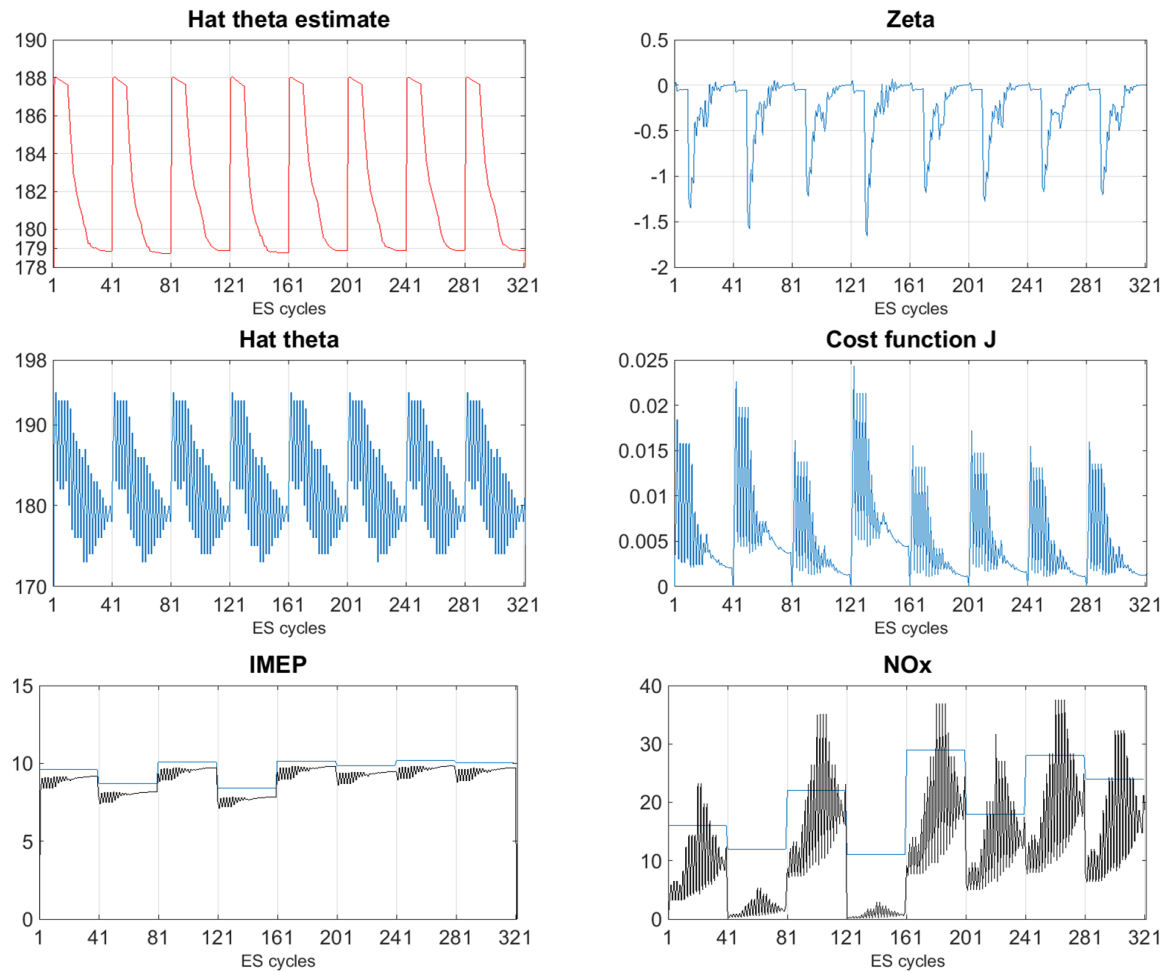 Hat theta estimate
190
188
186
184
182
180
179
178
1 41 81 121 161 201 241 281 321
ES cycles
Zeta
0.5
0
-0.5
-1
-1.5
-2
1 41 81 121 161 201 241 281 321
ES cycles
Hat theta
198
190
180
170
1 41 81 121 161 201 241 281 321
ES cycles
Cost function J
0.025
0.02
0.015
0.01
0.005
0
1 41 81 121 161 201 241 281 321
ES cycles
IMEP
15
10
5
0
1 41 81 121 161 201 241 281 321
ES cycles
NOx
40
30
20
10
0
1 41 81 121 161 201 241 281 321
ES cycles